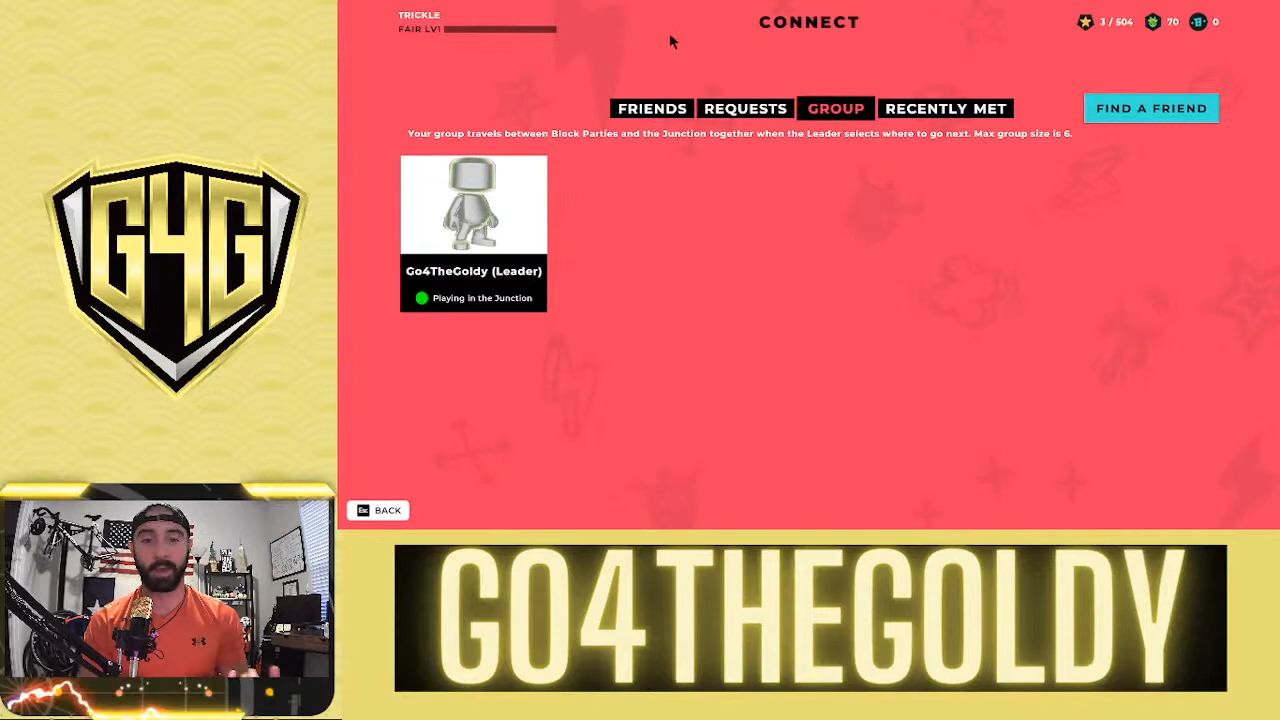 TRICKLE
FAIR LV1
CONNECT
3 / 504
70
0
FRIENDS
REQUESTS
GROUP
RECENTLY MET
FIND A FRIEND
Your group travels between Block Parties and the Junction together when the Leader selects where to go next. Max group size is 6.
Go4TheGoldy (Leader)
Playing in the Junction
G4G
Esc BACK
GO4THEGOLDY